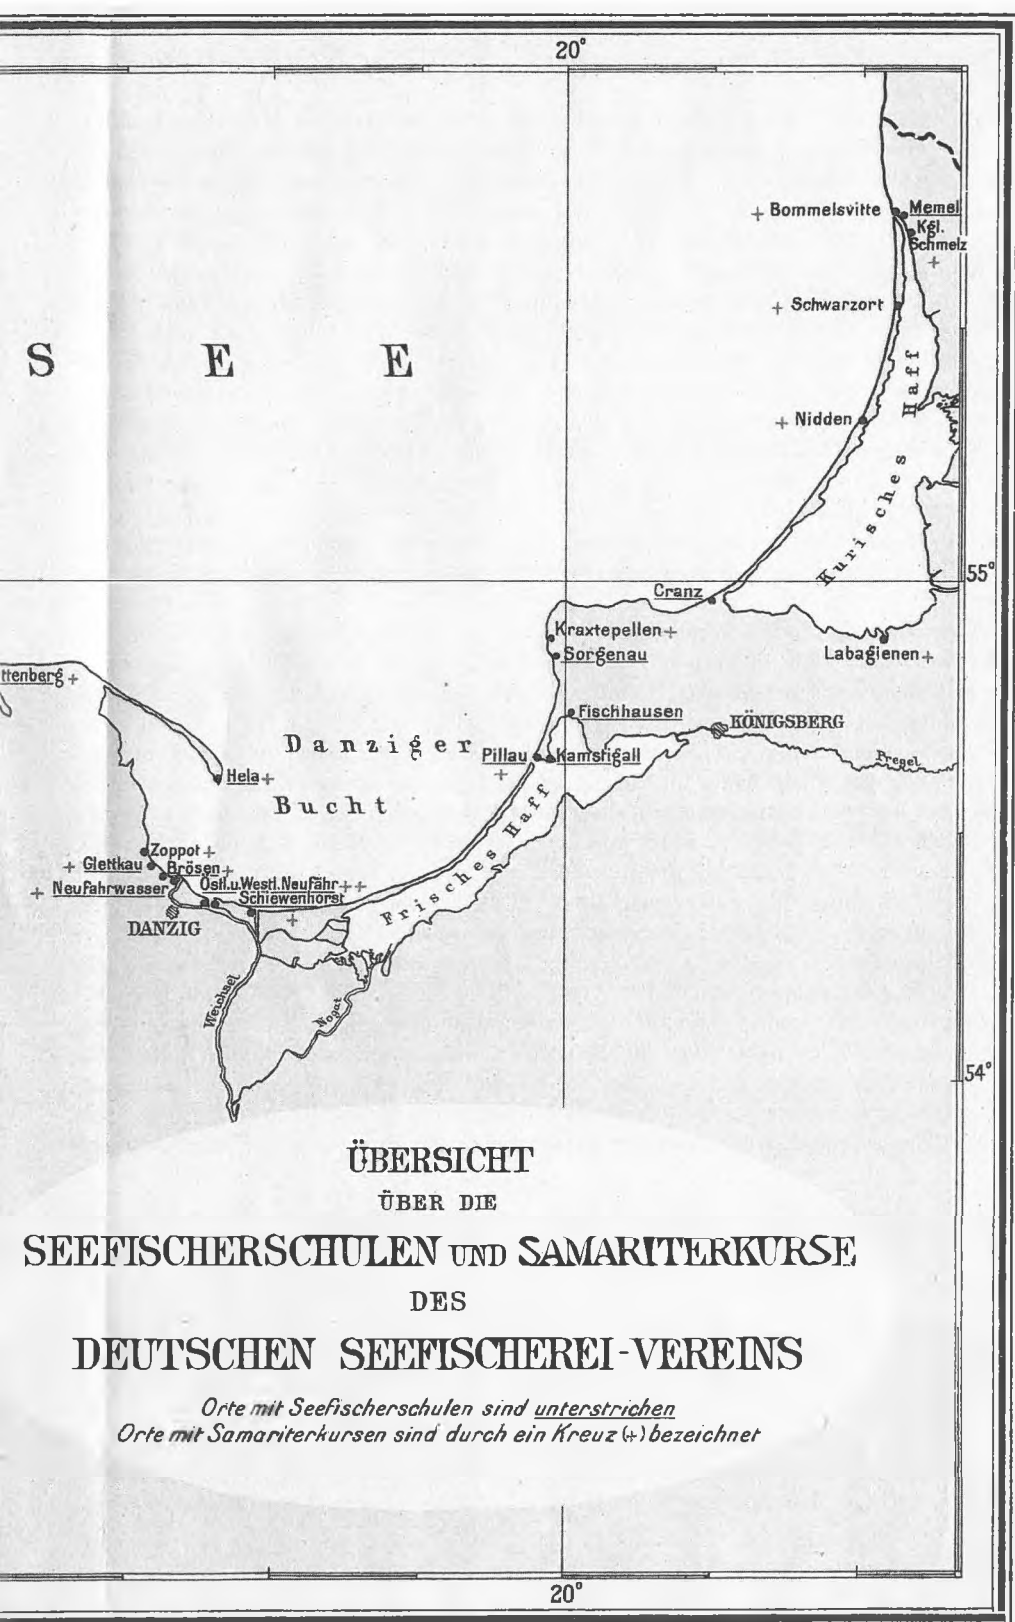 20°
+ Bommelsvitte
Memel
Kgl.
Schmelz
+
+ Schwarzort
S E E
+ Nidden
Kurisches Haff
55°
Cranz
Kraxtepellen +
Sorgenau
Labagienen +
ttenberg +
Fischhausen
KÖNIGSBERG
Danziger
Bucht
Pillau
+
Kamstigall
Pregel
Hela +
Frisches Haff
Zoppot +
+ Glettkau
Brösen +
+ Neufahrwasser
Östl. u. Westl. Neufähr ++
Schiewenhorst
+
DANZIG
Weichsel
Nogat
54°
ÜBERSICHT
ÜBER DIE
SEEFISCHERSCHULEN UND SAMARITERKURSE
DES
DEUTSCHEN SEEFISCHEREI-VEREINS
Orte mit Seefischerschulen sind unterstrichen
Orte mit Samariterkursen sind durch ein Kreuz (+) bezeichnet
20°